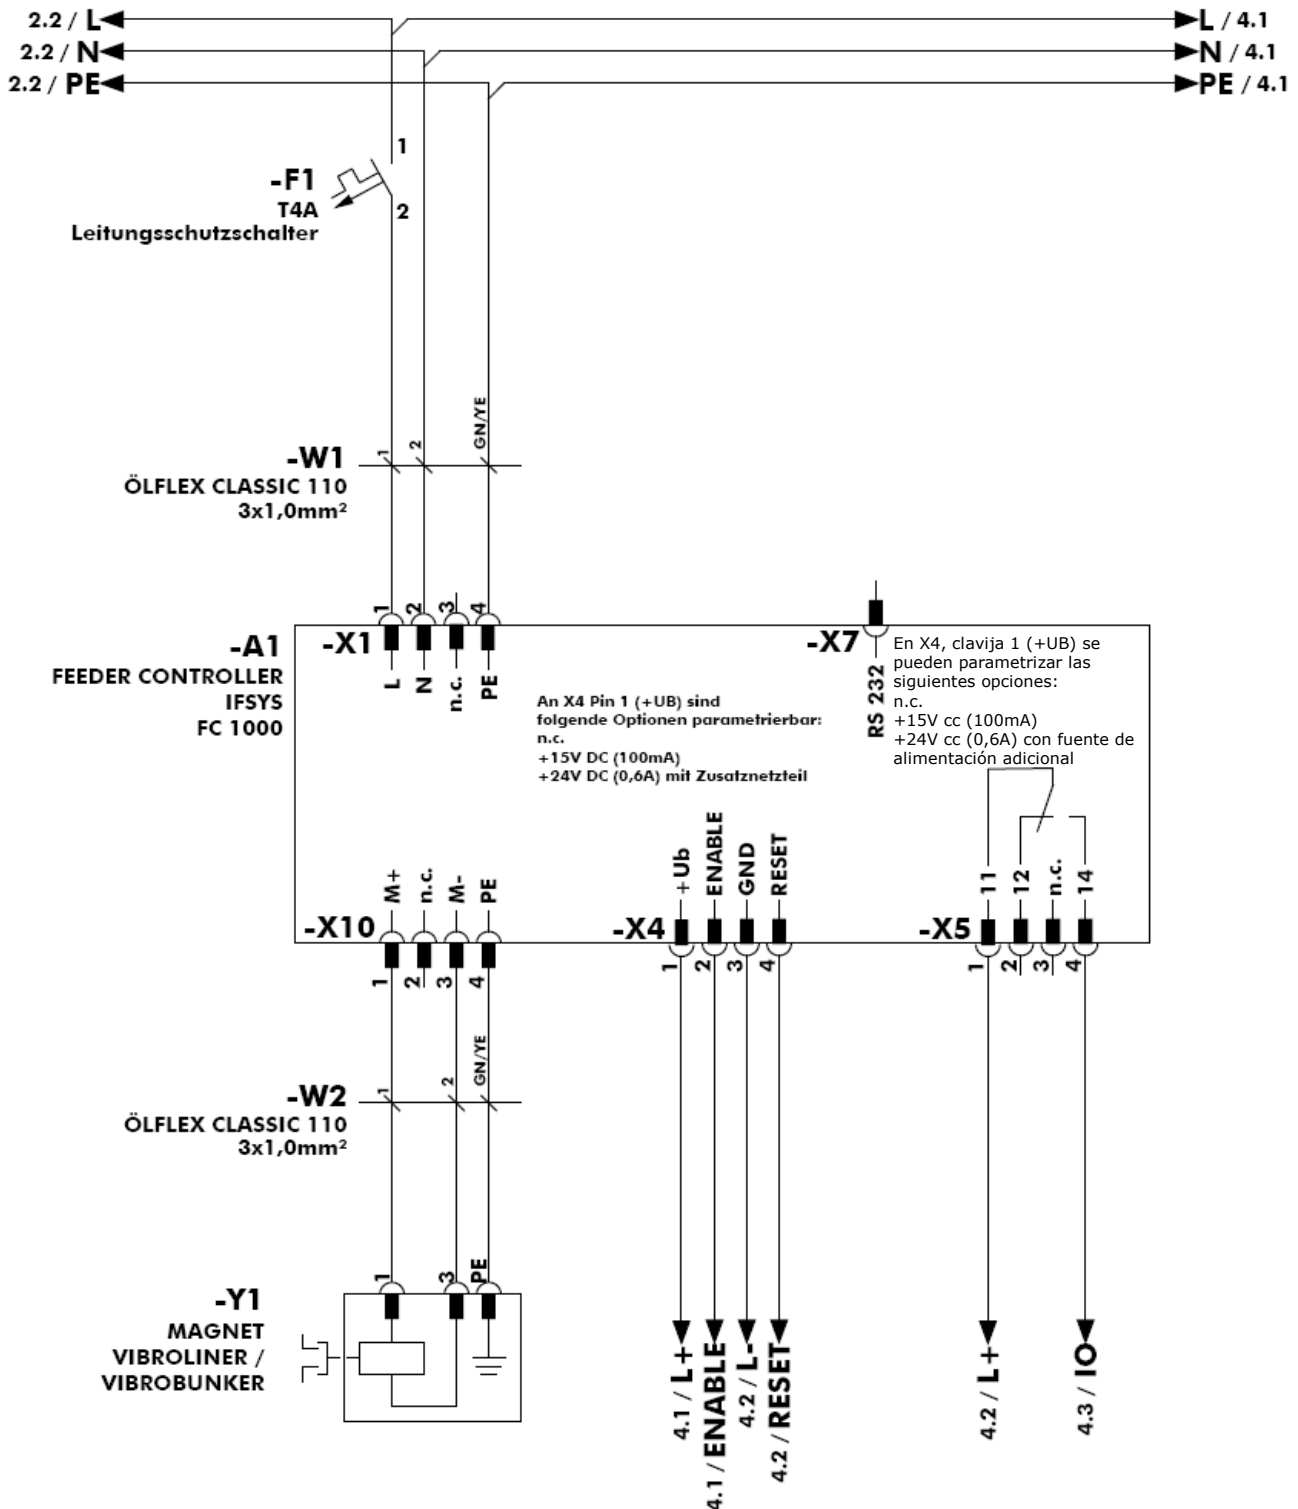 2.2 / L
L / 4.1
2.2 / N
N / 4.1
2.2 / PE
PE / 4.1
1
-F1
T4A
2
Leitungsschutzschalter
1
2
GN/YE
-W1
ÖLFLEX CLASSIC 110
3x1,0mm²
1
2
3
4
-A1
FEEDER CONTROLLER
IFSYS
FC 1000
-X1
L
N
n.c.
PE
-X7
RS 232
An X4 Pin 1 (+UB) sind
folgende Optionen parametrierbar:
n.c.
+15V DC (100mA)
+24V DC (0,6A) mit Zusatznetzteil
En X4, clavija 1 (+UB) se
pueden parametrizar las
siguientes opciones:
n.c.
+15V cc (100mA)
+24V cc (0,6A) con fuente de
alimentación adicional
M+
n.c.
M-
PE
-X10
1
2
3
4
+Ub
ENABLE
GND
RESET
-X4
1
2
3
4
11
12
n.c.
14
-X5
1
2
3
4
1
2
GN/YE
-W2
ÖLFLEX CLASSIC 110
3x1,0mm²
1
3
PE
-Y1
MAGNET
VIBROLINER /
VIBROBUNKER
4.1 / L+
4.1 / ENABLE
4.2 / L-
4.2 / RESET
4.2 / L+
4.3 / IO